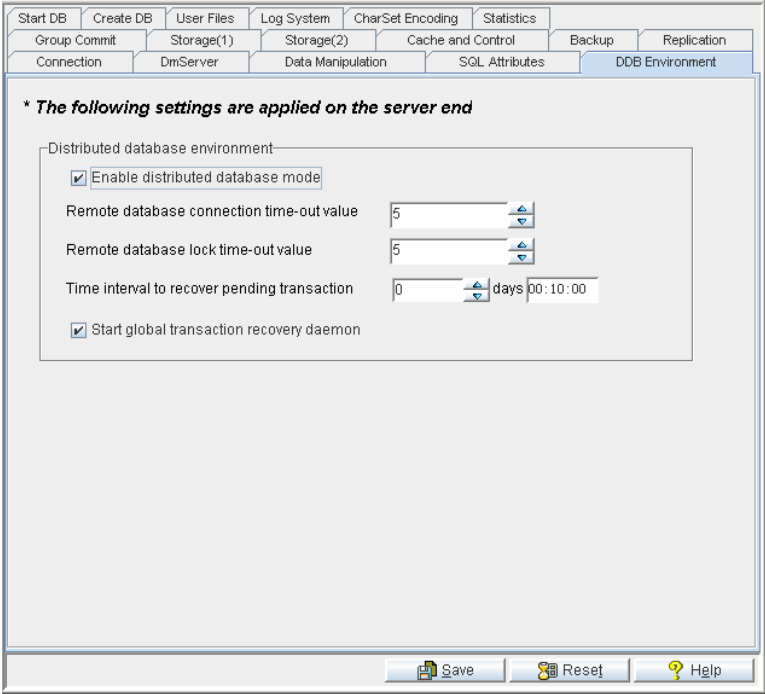 Start DB Create DB User Files Log System CharSet Encoding Statistics
Group Commit Storage(1) Storage(2) Cache and Control Backup Replication
Connection DmServer Data Manipulation SQL Attributes DDB Environment
* The following settings are applied on the server end
Distributed database environment
Enable distributed database mode
Remote database connection time-out value 5
Remote database lock time-out value 5
Time interval to recover pending transaction 0 days 00:10:00
Start global transaction recovery daemon
Save Reset Help